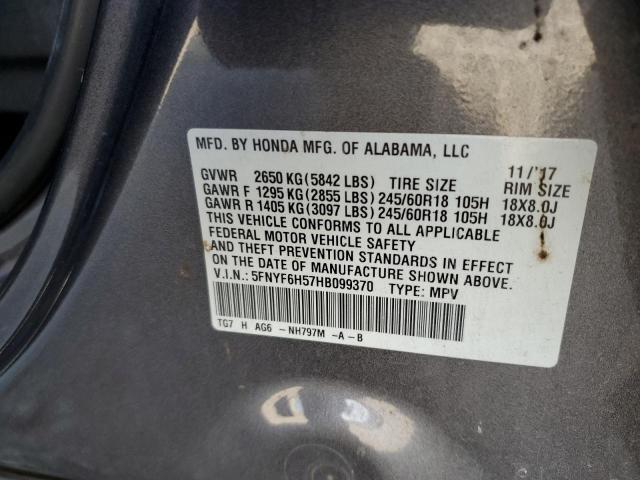 MFD. BY HONDA MFG. OF ALABAMA, LLC 11/'17
GVWR 2650 KG (5842 LBS) TIRE SIZE RIM SIZE
GAWR F 1295 KG (2855 LBS) 245/60R18 105H 18X8.0J
GAWR R 1405 KG (3097 LBS) 245/60R18 105H 18X8.0J
THIS VEHICLE CONFORMS TO ALL APPLICABLE
FEDERAL MOTOR VEHICLE SAFETY
AND THEFT PREVENTION STANDARDS IN EFFECT
ON THE DATE OF MANUFACTURE SHOWN ABOVE.
V.I.N.: 5FNYF6H57HB099370 TYPE: MPV
TG7 H AG6 -NH797M -A-B